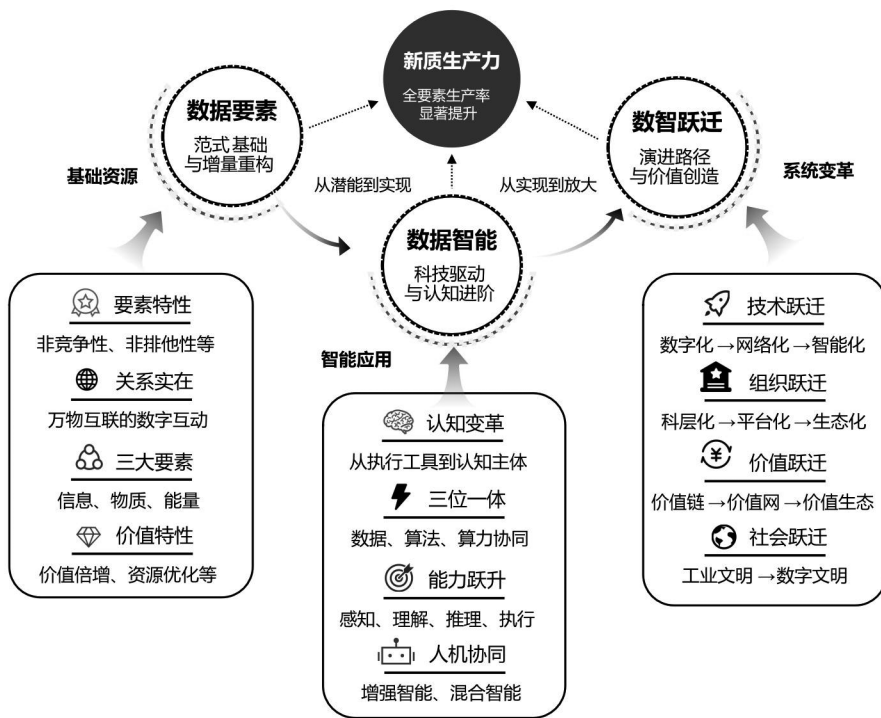 新质生产力
全要素生产率
显著提升
数据要素
范式基础
与增量重构
数智跃迁
演进路径
与价值创造
基础资源
系统变革
从潜能到实现
从实现到放大
数据智能
科技驱动
与认知进阶
智能应用
要素特性
非竞争性、非排他性等
关系实在
万物互联的数字互动
三大要素
信息、物质、能量
价值特性
价值倍增、资源优化等
认知变革
从执行工具到认知主体
三位一体
数据、算法、算力协同
能力跃升
感知、理解、推理、执行
人机协同
增强智能、混合智能
技术跃迁
数字化→网络化→智能化
组织跃迁
科层化→平台化→生态化
¥
价值跃迁
价值链→价值网→价值生态
社会跃迁
工业文明→数字文明